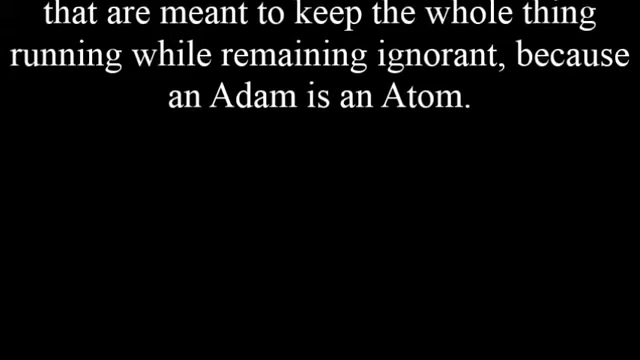 that are meant to keep the whole thing
running while remaining ignorant, because
an Adam is an Atom.